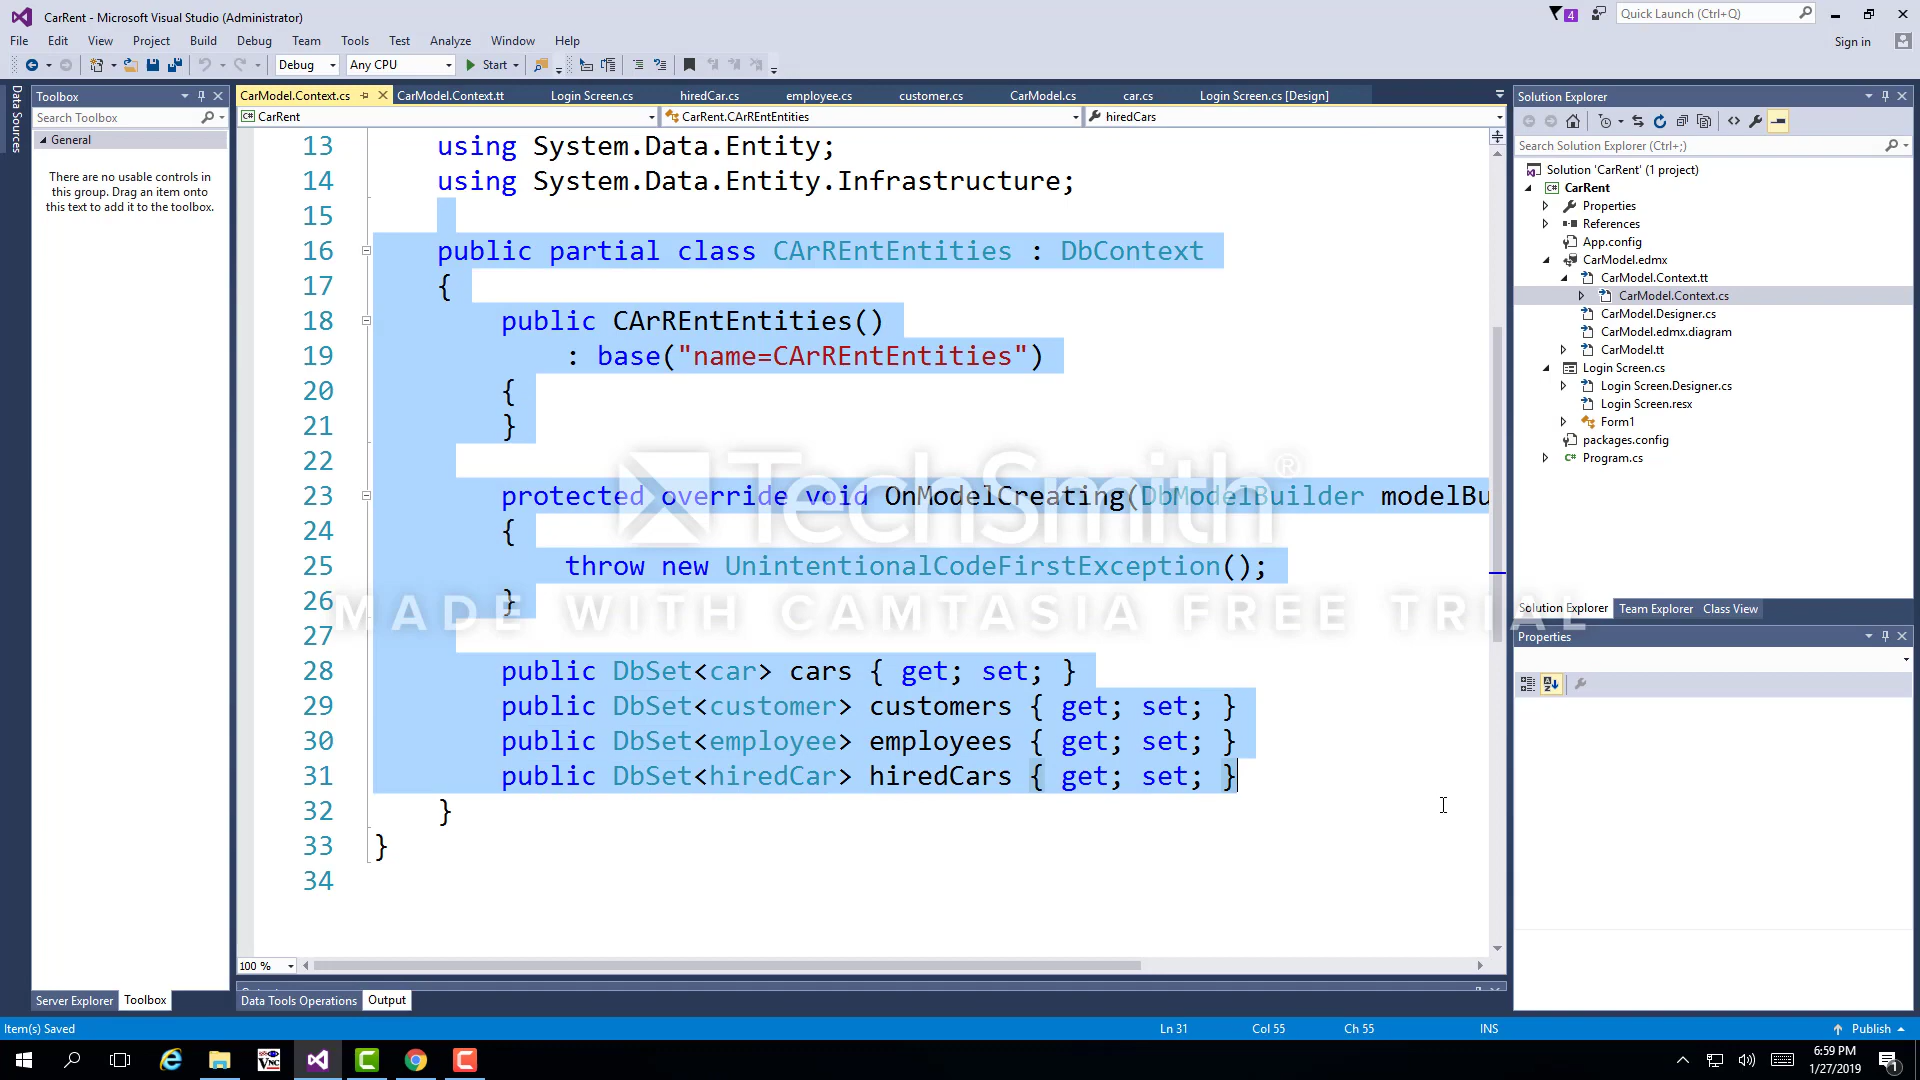 CarRent - Microsoft Visual Studio (Administrator)
4
Quick Launch (Ctrl+Q)
File Edit View Project Build Debug Team Tools Test Analyze Window Help
Sign in
Debug Any CPU Start
Data Sources
Toolbox
Search Toolbox
General
There are no usable controls in
this group. Drag an item onto
this text to add it to the toolbox.
Server Explorer Toolbox
CarModel.Context.cs CarModel.Context.tt Login Screen.cs hiredCar.cs employee.cs customer.cs CarModel.cs car.cs Login Screen.cs [Design]
CarRent CarRent.CArREntEntities hiredCars
13 using System.Data.Entity;
14 using System.Data.Entity.Infrastructure;
15
16 public partial class CArREntEntities : DbContext
17 {
18 public CArREntEntities()
19 : base("name=CArREntEntities")
20 {
21 }
22
23 protected override void OnModelCreating(DbModelBuilder modelBu
24 {
25 throw new UnintentionalCodeFirstException();
26 }
27
28 public DbSet<car> cars { get; set; }
29 public DbSet<customer> customers { get; set; }
30 public DbSet<employee> employees { get; set; }
31 public DbSet<hiredCar> hiredCars { get; set; }
32 }
33 }
34
TechSmith®
MADE WITH CAMTASIA FREE TRIAL
100 %
Data Tools Operations Output
Solution Explorer
Search Solution Explorer (Ctrl+;)
Solution 'CarRent' (1 project)
CarRent
Properties
References
App.config
CarModel.edmx
CarModel.Context.tt
CarModel.Context.cs
CarModel.Designer.cs
CarModel.edmx.diagram
CarModel.tt
Login Screen.cs
Login Screen.Designer.cs
Login Screen.resx
Form1
packages.config
Program.cs
Solution Explorer Team Explorer Class View
Properties
Item(s) Saved Ln 31 Col 55 Ch 55 INS Publish
6:59 PM
1/27/2019
1